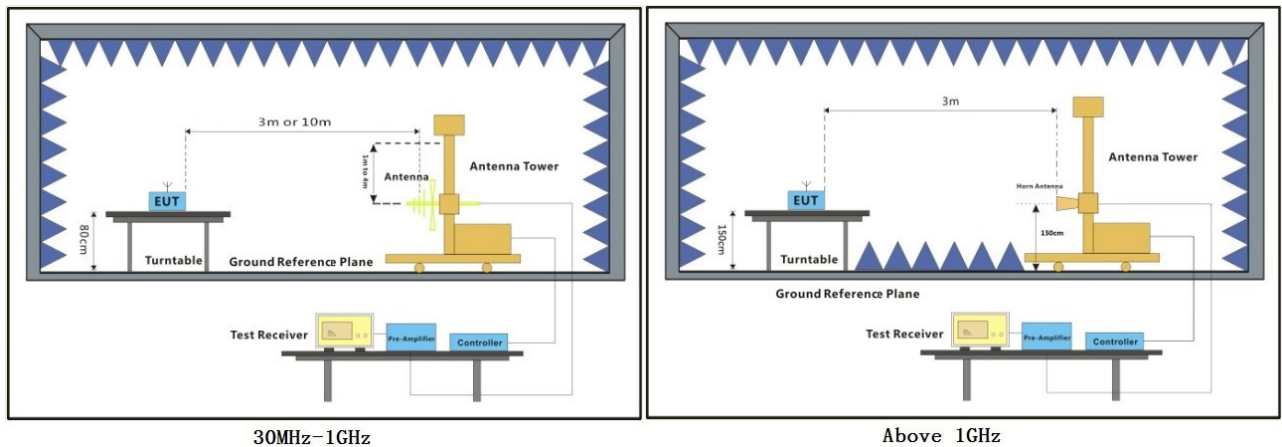 3m or 10m
1m to 4m
Antenna
Antenna Tower
EUT
80cm
Turntable
Ground Reference Plane
Test Receiver
Pre-Amplifier
Controller
30MHz-1GHz
3m
Antenna Tower
Horn Antenna
EUT
150cm
150cm
Turntable
Ground Reference Plane
Test Receiver
Pre-Amplifier
Controller
Above 1GHz